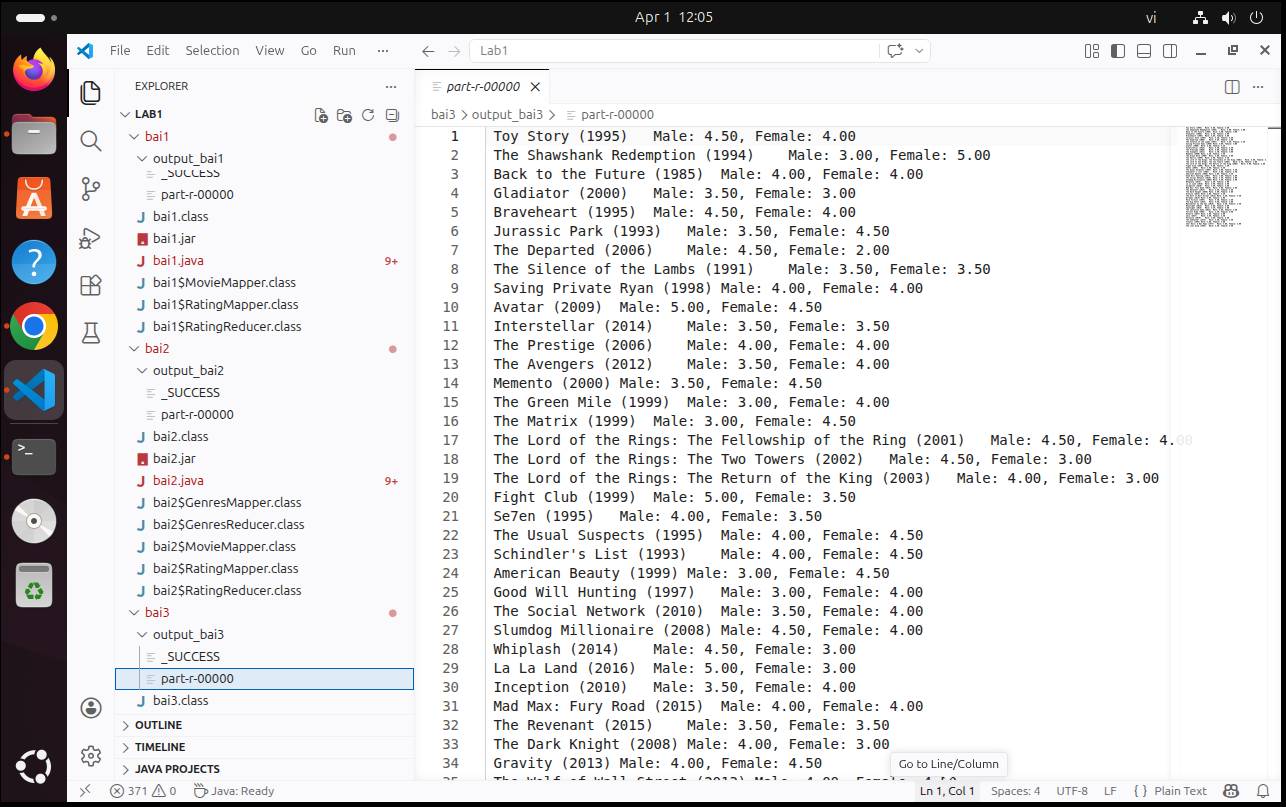 Apr 1 12:05
vi
File Edit Selection View Go Run ···
Lab1
EXPLORER
LAB1
bai1
output_bai1
_SUCCESS
part-r-00000
bai1.class
bai1.jar
bai1.java 9+
bai1$MovieMapper.class
bai1$RatingMapper.class
bai1$RatingReducer.class
bai2
output_bai2
_SUCCESS
part-r-00000
bai2.class
bai2.jar
bai2.java 9+
bai2$GenresMapper.class
bai2$GenresReducer.class
bai2$MovieMapper.class
bai2$RatingMapper.class
bai2$RatingReducer.class
bai3
output_bai3
_SUCCESS
part-r-00000
bai3.class
OUTLINE
TIMELINE
JAVA PROJECTS
part-r-00000
bai3 > output_bai3 > part-r-00000
1 Toy Story (1995) Male: 4.50, Female: 4.00
2 The Shawshank Redemption (1994) Male: 3.00, Female: 5.00
3 Back to the Future (1985) Male: 4.00, Female: 4.00
4 Gladiator (2000) Male: 3.50, Female: 3.00
5 Braveheart (1995) Male: 4.50, Female: 4.00
6 Jurassic Park (1993) Male: 3.50, Female: 4.50
7 The Departed (2006) Male: 4.50, Female: 2.00
8 The Silence of the Lambs (1991) Male: 3.50, Female: 3.50
9 Saving Private Ryan (1998) Male: 4.00, Female: 4.00
10 Avatar (2009) Male: 5.00, Female: 4.50
11 Interstellar (2014) Male: 3.50, Female: 3.50
12 The Prestige (2006) Male: 4.00, Female: 4.00
13 The Avengers (2012) Male: 3.50, Female: 4.00
14 Memento (2000) Male: 3.50, Female: 4.50
15 The Green Mile (1999) Male: 3.00, Female: 4.00
16 The Matrix (1999) Male: 3.00, Female: 4.50
17 The Lord of the Rings: The Fellowship of the Ring (2001) Male: 4.50, Female: 4.00
18 The Lord of the Rings: The Two Towers (2002) Male: 4.50, Female: 3.00
19 The Lord of the Rings: The Return of the King (2003) Male: 4.00, Female: 3.00
20 Fight Club (1999) Male: 5.00, Female: 3.50
21 Se7en (1995) Male: 4.00, Female: 3.50
22 The Usual Suspects (1995) Male: 4.00, Female: 4.50
23 Schindler's List (1993) Male: 4.00, Female: 4.50
24 American Beauty (1999) Male: 3.00, Female: 4.50
25 Good Will Hunting (1997) Male: 3.00, Female: 4.00
26 The Social Network (2010) Male: 3.50, Female: 4.00
27 Slumdog Millionaire (2008) Male: 4.50, Female: 4.00
28 Whiplash (2014) Male: 4.50, Female: 3.00
29 La La Land (2016) Male: 5.00, Female: 3.00
30 Inception (2010) Male: 3.50, Female: 4.00
31 Mad Max: Fury Road (2015) Male: 4.00, Female: 4.00
32 The Revenant (2015) Male: 3.50, Female: 3.50
33 The Dark Knight (2008) Male: 4.00, Female: 3.00
34 Gravity (2013) Male: 4.00, Female: 4.50
Go to Line/Column
371 0 Java: Ready
Ln 1, Col 1 Spaces: 4 UTF-8 LF { } Plain Text